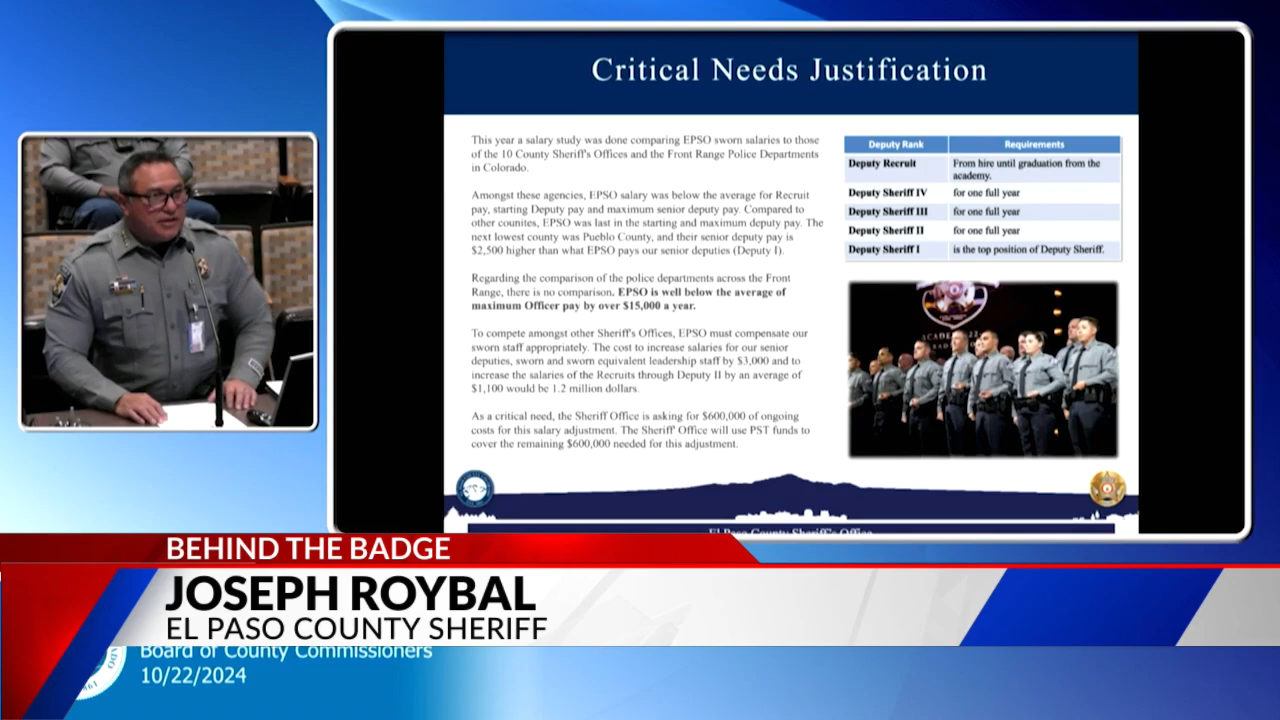 Critical Needs Justification
This year a salary study was done comparing EPSO sworn salaries to those
of the 10 County Sheriff's Offices and the Front Range Police Departments
in Colorado.
Amongst these agencies, EPSO salary was below the average for Recruit
pay, starting Deputy pay and maximum senior deputy pay. Compared to
other counites, EPSO was last in the starting and maximum deputy pay. The
next lowest county was Pueblo County, and their senior deputy pay is
$2,500 higher than what EPSO pays our senior deputies (Deputy I).
Regarding the comparison of the police departments across the Front
Range, there is no comparison. EPSO is well below the average of
maximum Officer pay by over $15,000 a year.
To compete amongst other Sheriff's Offices, EPSO must compensate our
sworn staff appropriately. The cost to increase salaries for our senior
deputies, sworn and sworn equivalent leadership staff by $3,000 and to
increase the salaries of the Recruits through Deputy II by an average of
$1,100 would be 1.2 million dollars.
As a critical need, the Sheriff Office is asking for $600,000 of ongoing
costs for this salary adjustment. The Sheriff' Office will use PST funds to
cover the remaining $600,000 needed for this adjustment.
Deputy Rank Requirements
Deputy Recruit From hire until graduation from the
academy.
Deputy Sheriff IV for one full year
Deputy Sheriff III for one full year
Deputy Sheriff II for one full year
Deputy Sheriff I is the top position of Deputy Sheriff.
El Paso County Sheriff's Office
BEHIND THE BADGE
JOSEPH ROYBAL
EL PASO COUNTY SHERIFF
Board of County Commissioners
10/22/2024